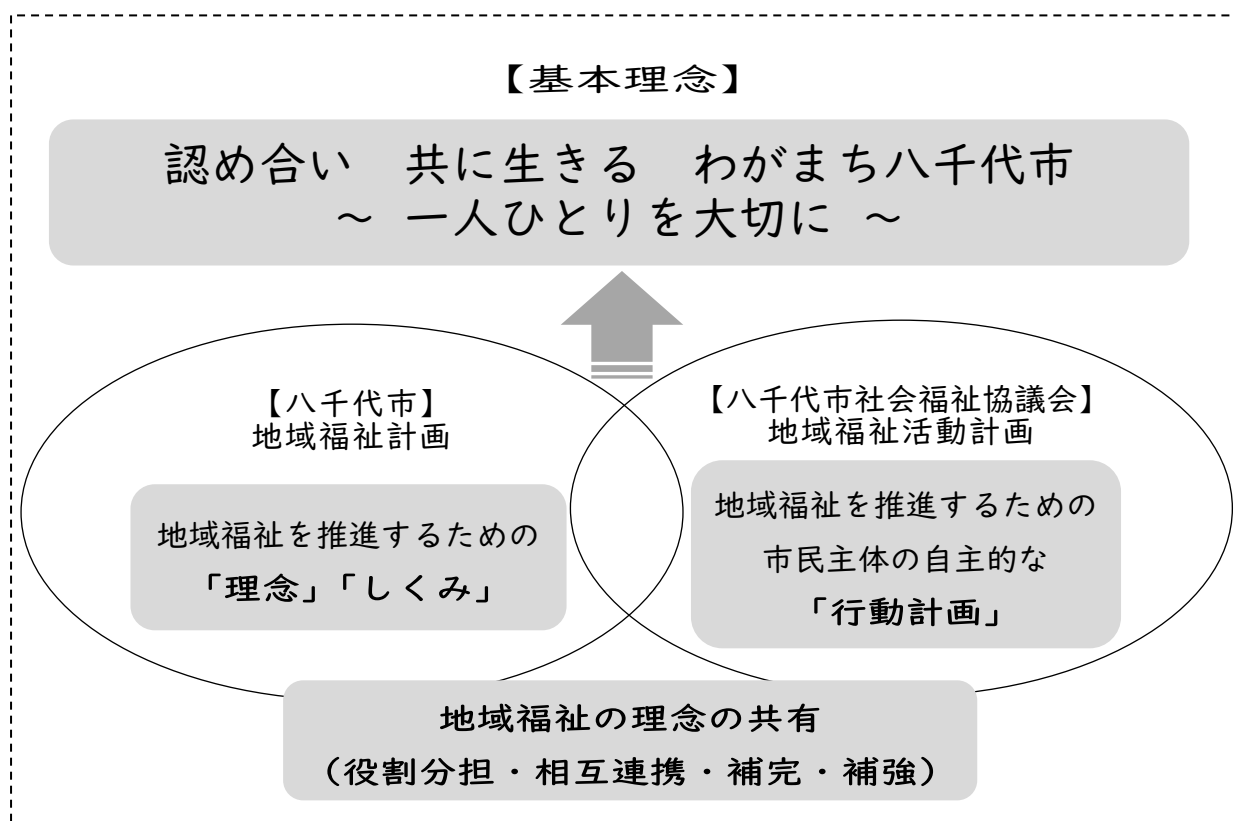 【基本理念】
認め合い　共に生きる　わがまち八千代市
～ 一人ひとりを大切に ～
【八千代市】
地域福祉計画
地域福祉を推進するための
「理念」「しくみ」
【八千代市社会福祉協議会】
地域福祉活動計画
地域福祉を推進するための
市民主体の自主的な
「行動計画」
地域福祉の理念の共有
（役割分担・相互連携・補完・補強）